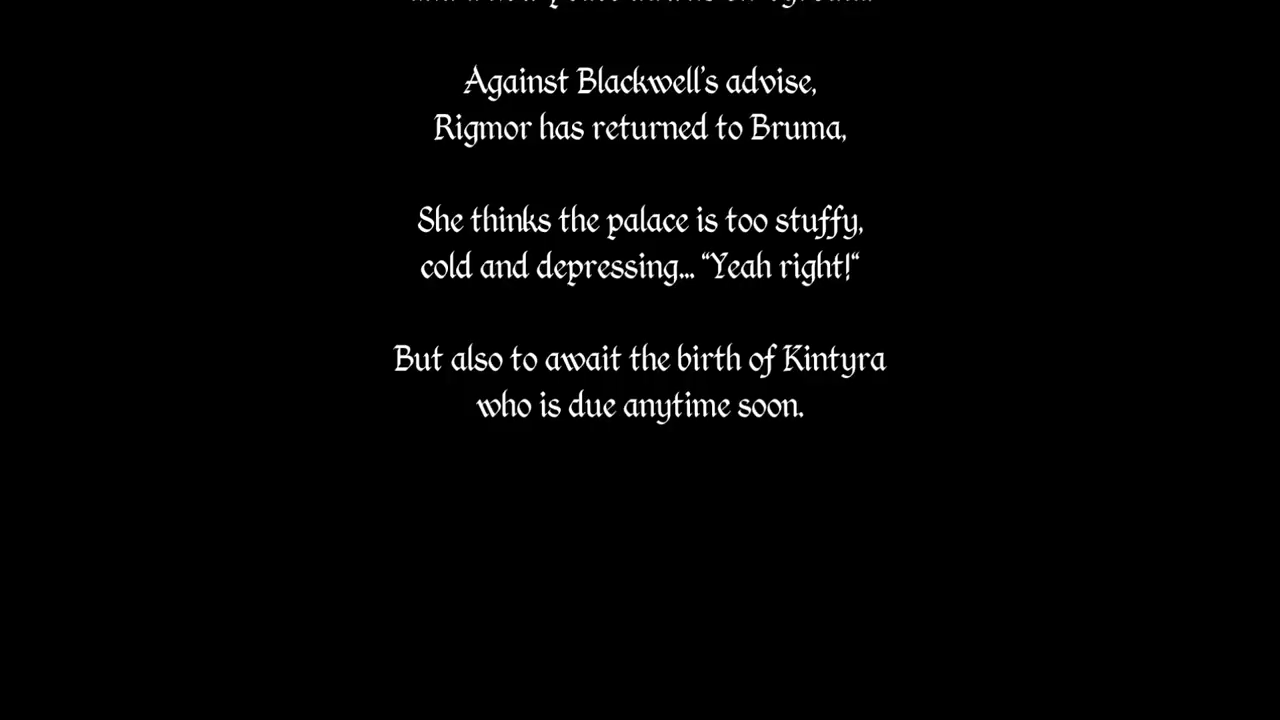 Against Blackwell's advise,
Rigmor has returned to Bruma,
She thinks the palace is too stuffy,
cold and depressing... “Yeah right!“
But also to await the birth of Kintyra
who is due anytime soon.